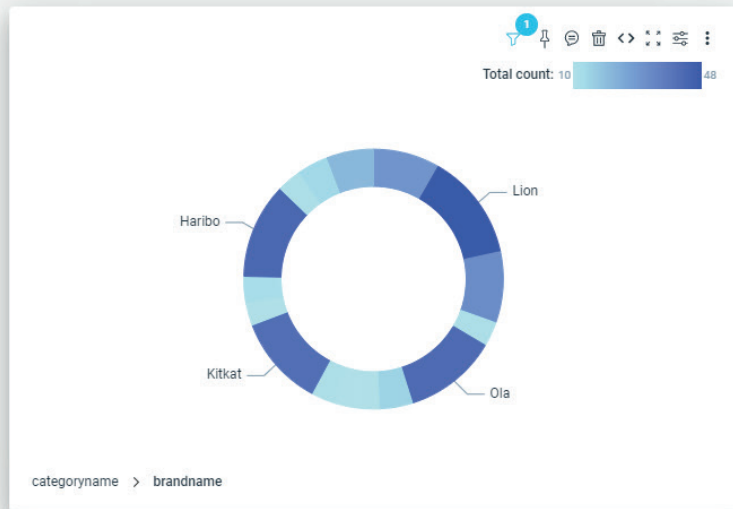 1
Total count: 10 48
Lion
Haribo
Kitkat
Ola
categoryname > brandname